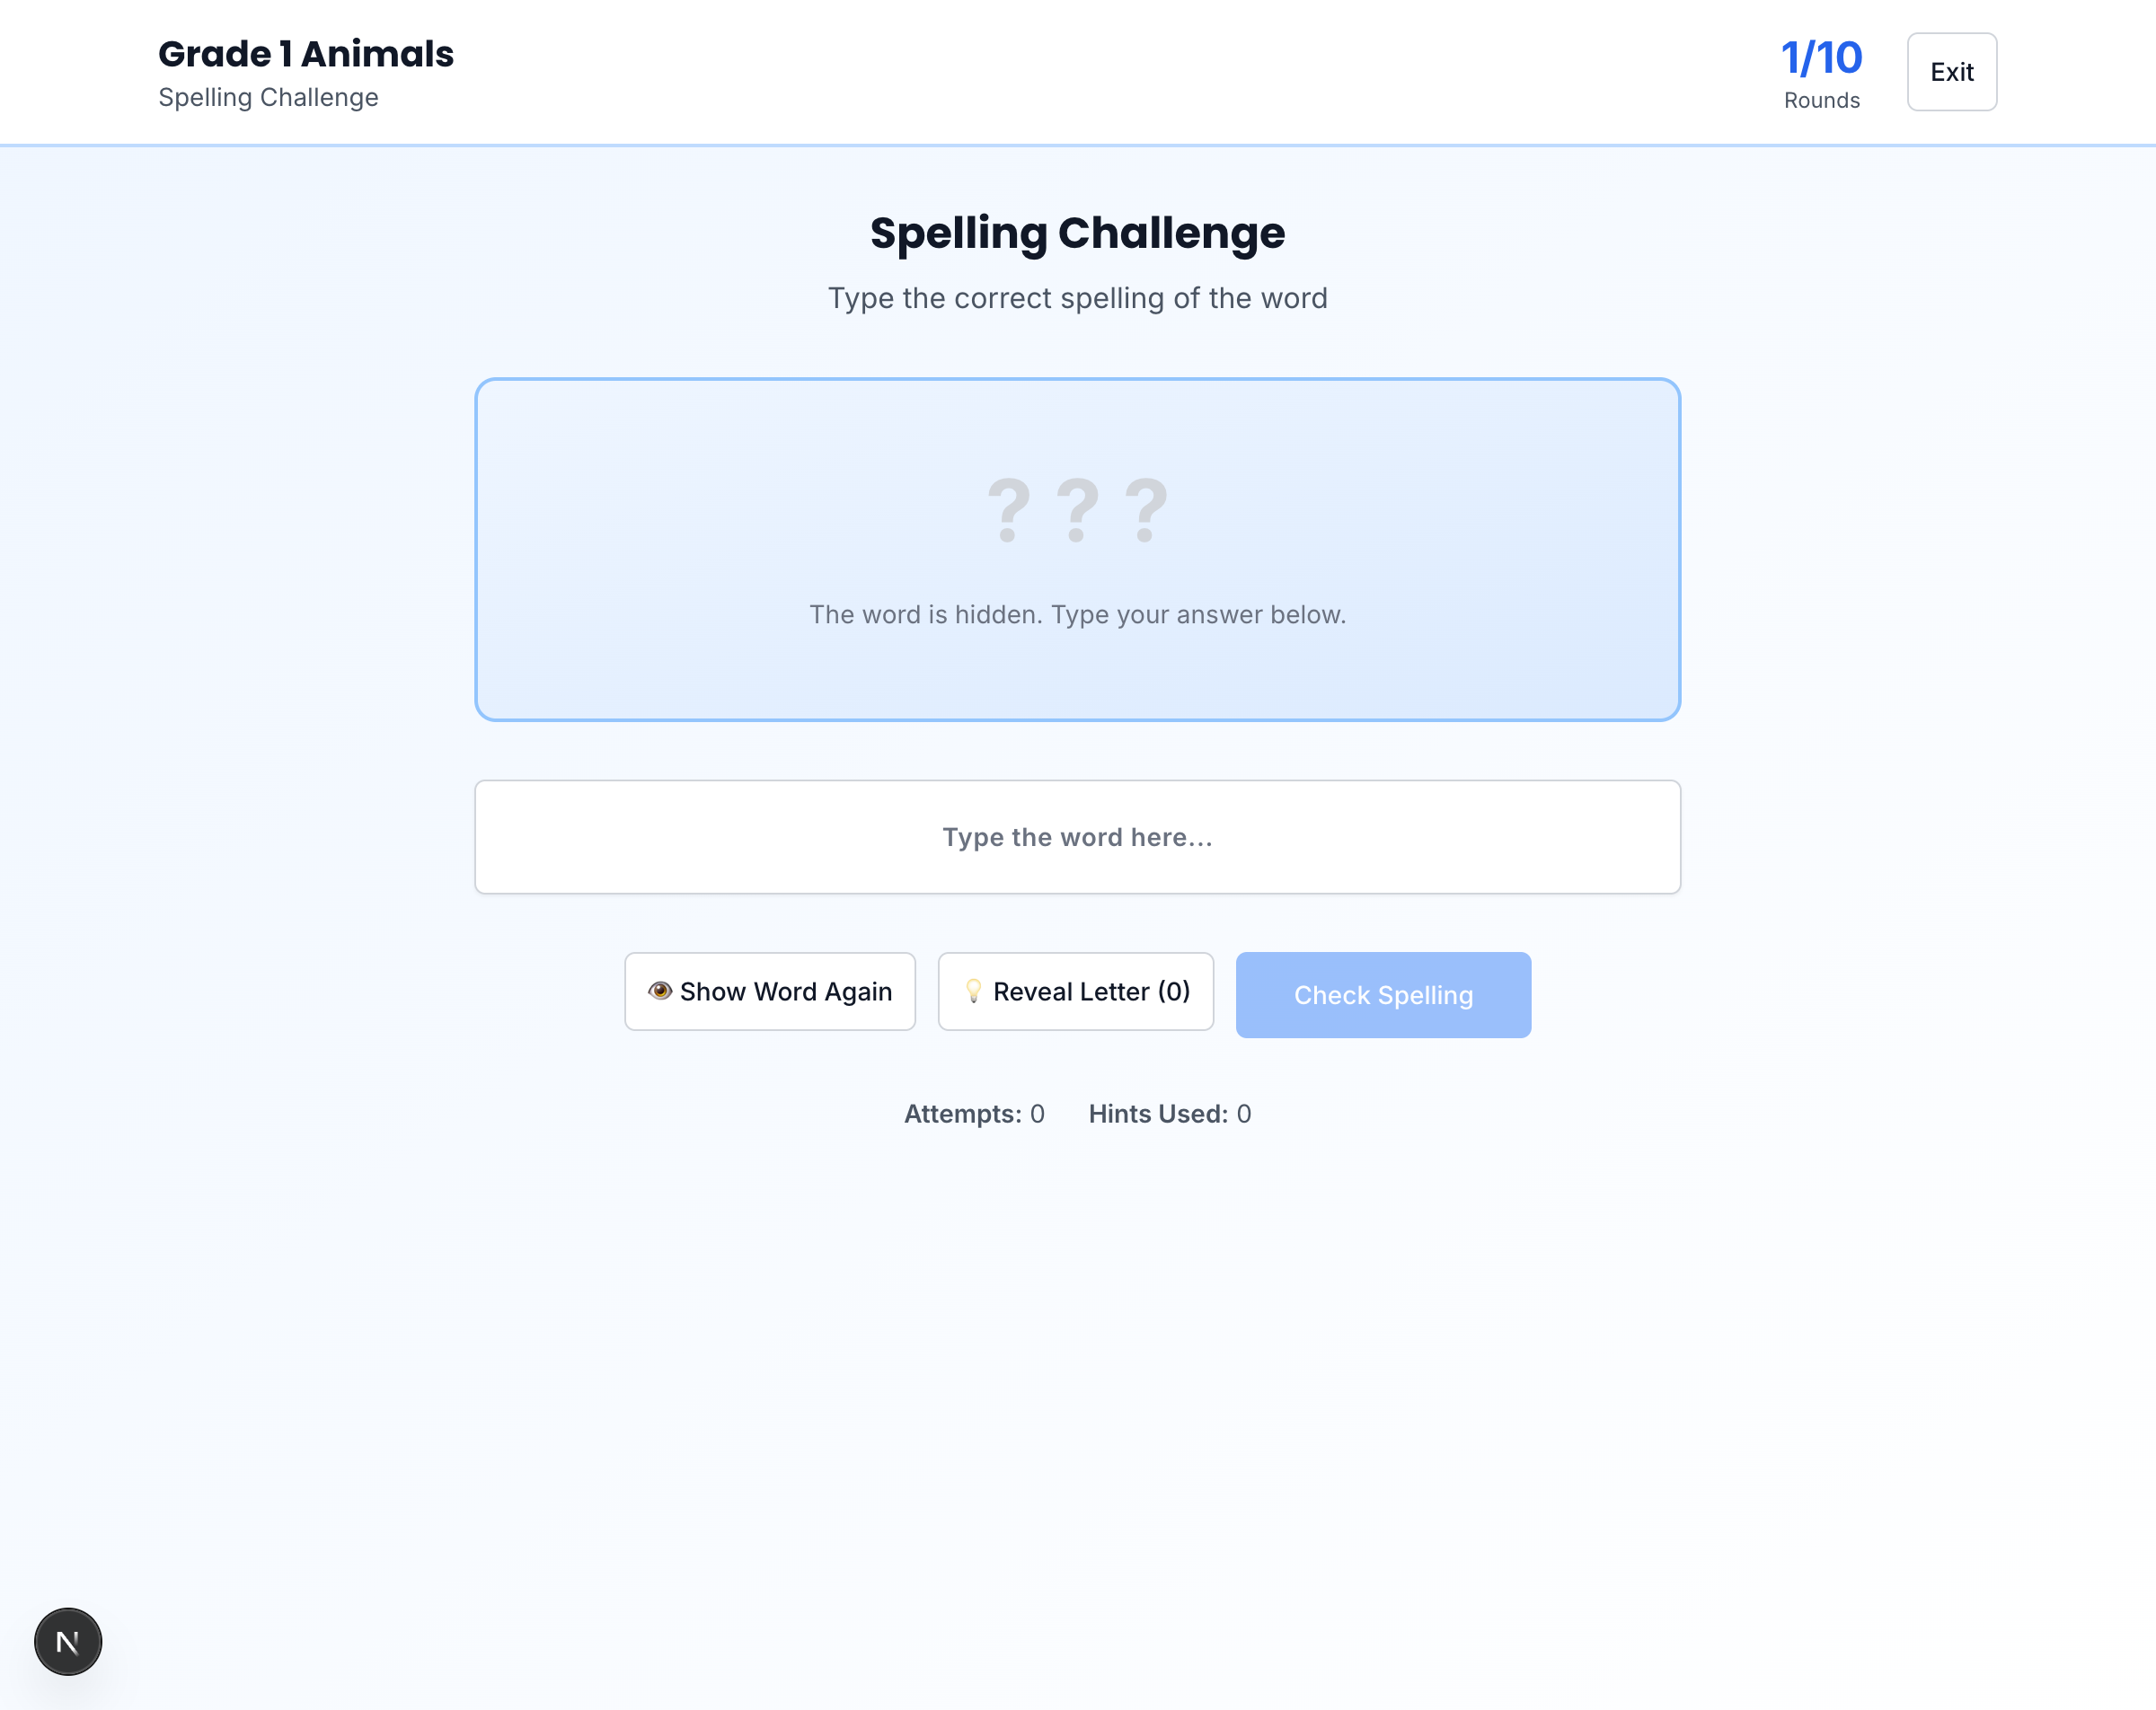 Grade 1 Animals
Spelling Challenge
1/10
Rounds
Exit
Spelling Challenge
Type the correct spelling of the word
? ? ?
The word is hidden. Type your answer below.
Type the word here...
👁️ Show Word Again
💡 Reveal Letter (0)
Check Spelling
Attempts: 0 Hints Used: 0
N